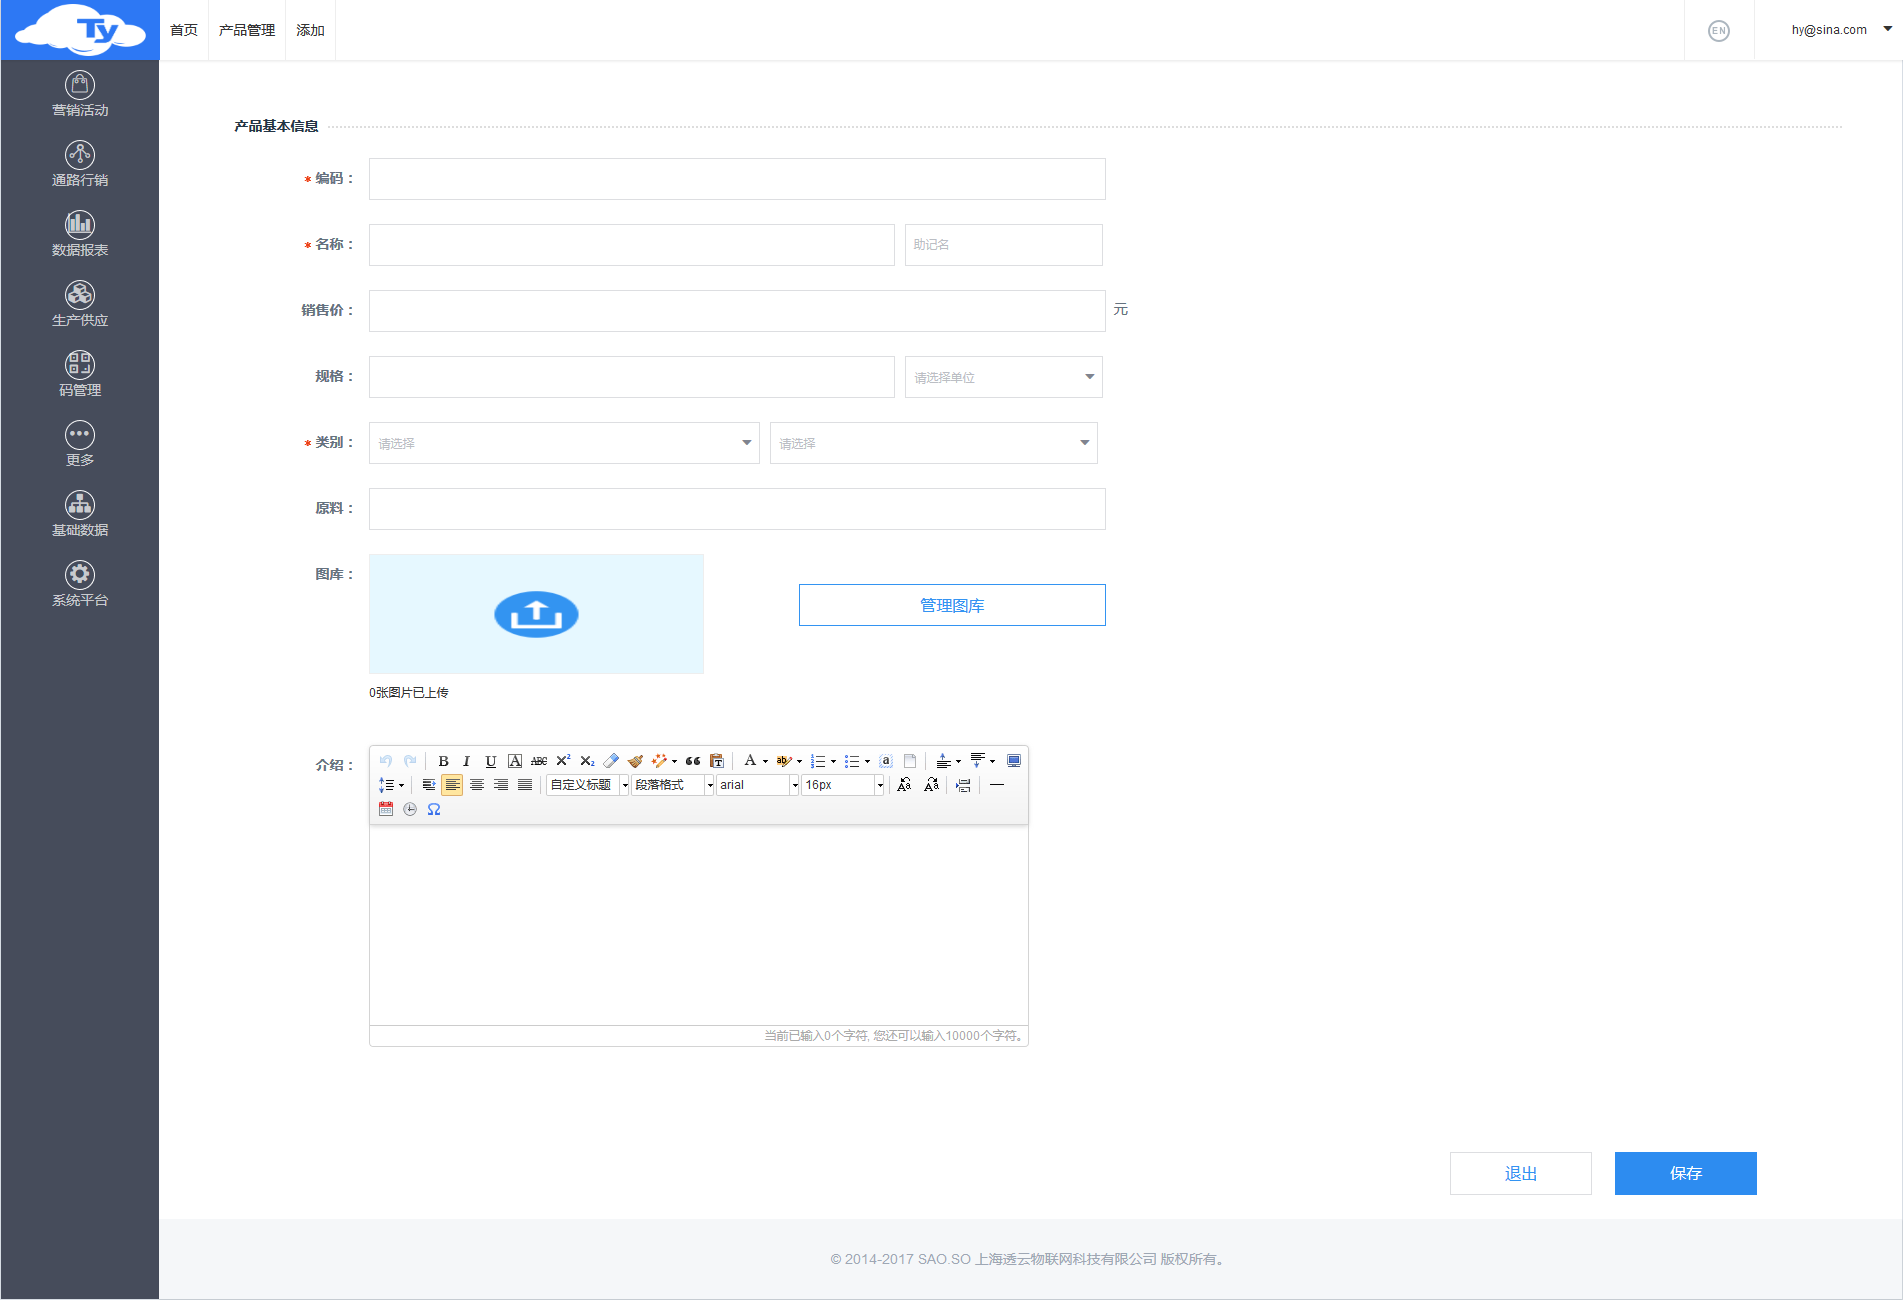 Ty
首页 产品管理 添加
EN
hy@sina.com
营销活动
通路行销
数据报表
生产供应
码管理
更多
基础数据
系统平台
产品基本信息
* 编码：
* 名称： 助记名
销售价： 元
规格： 请选择单位
* 类别： 请选择 请选择
原料：
图库： 管理图库
0张图片已上传
介绍：
B I U A ABC X² X₂ T A ab a
自定义标题 段落格式 arial 16px
Ω
当前已输入0个字符, 您还可以输入10000个字符。
退出 保存
© 2014-2017 SAO.SO 上海透云物联网科技有限公司 版权所有。